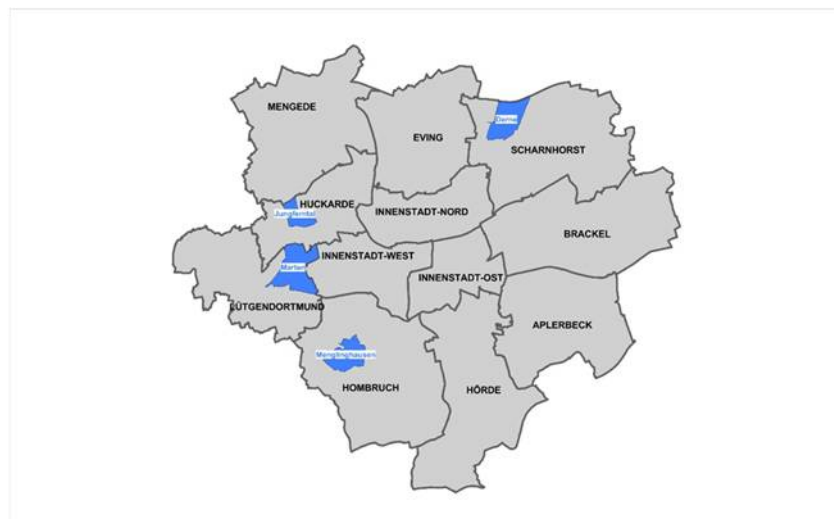 MENGEDE
EVING
Derne
SCHARNHORST
HUCKARDE
Jungferntal
INNENSTADT-NORD
BRACKEL
INNENSTADT-WEST
Marten
INNENSTADT-OST
LÜTGENDORTMUND
APLERBECK
Menglinghausen
HOMBRUCH
HÖRDE